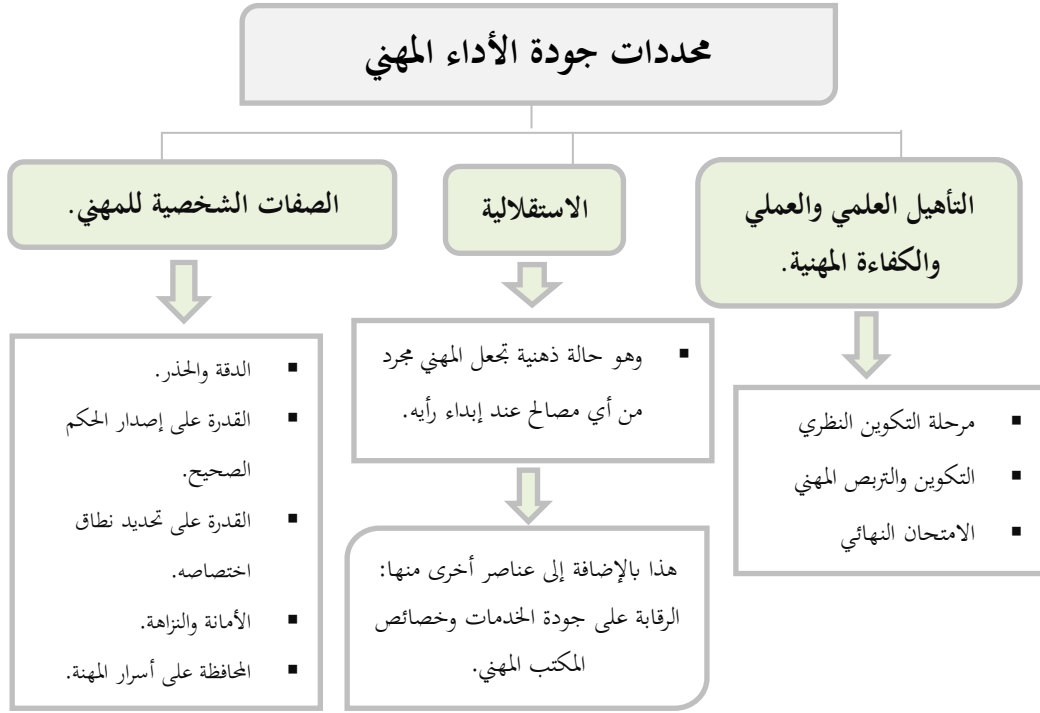 محددات جودة الأداء المهني
التأهيل العلمي والعملي
والكفاءة المهنية.
الاستقلالية
الصفات الشخصية للمهني.
مرحلة التكوين النظري
التكوين والتربص المهني
الامتحان النهائي
وهو حالة ذهنية تجعل المهني مجرد
من أي مصالح عند إبداء رأيه.
هذا بالإضافة إلى عناصر أخرى منها:
الرقابة على جودة الخدمات وخصائص
المكتب المهني.
الدقة والحذر.
القدرة على إصدار الحكم
الصحيح.
القدرة على تحديد نطاق
اختصاصه.
الأمانة والنزاهة.
المحافظة على أسرار المهنة.